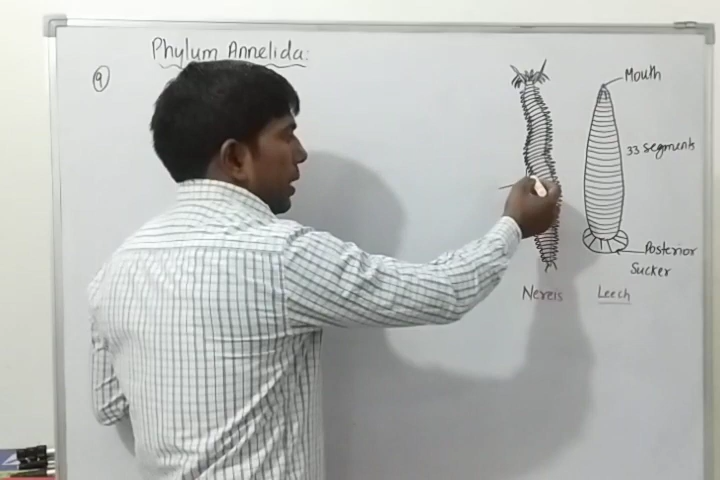 Phylum Annelida:
9
Mouth
33 segments
Posterior
Sucker
Nereis
Leech